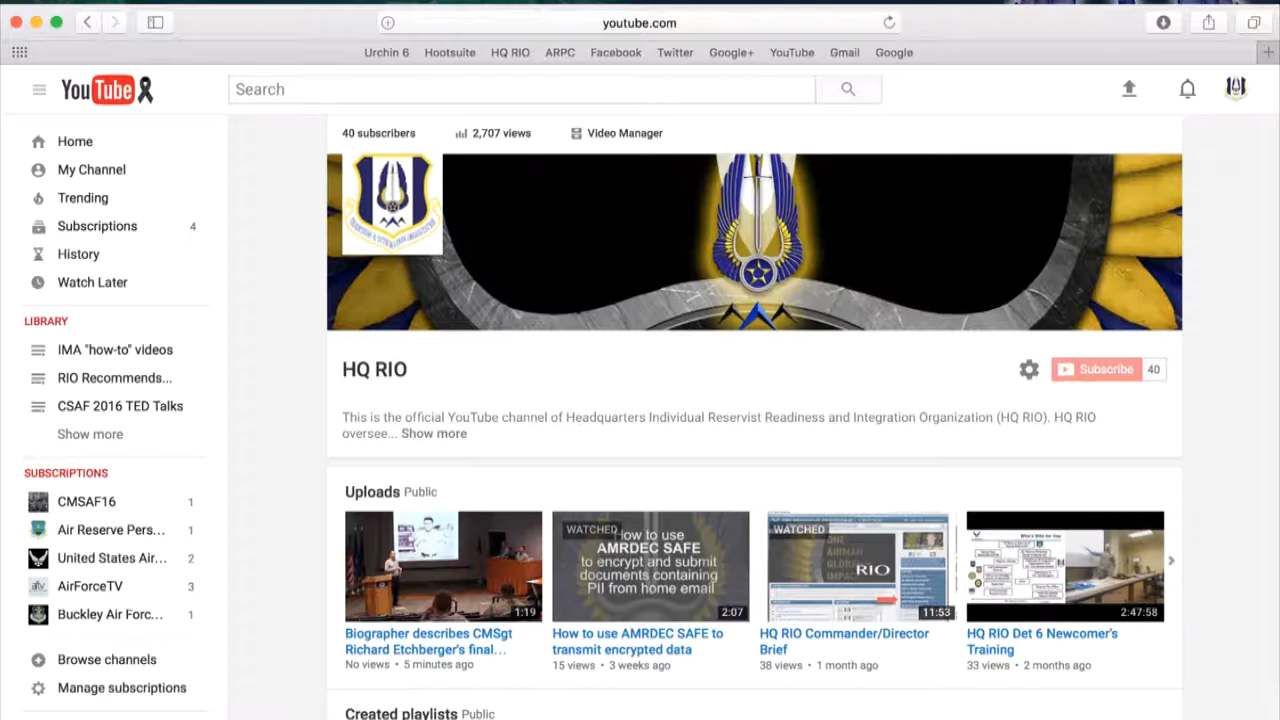 youtube.com
Urchin 6 Hootsuite HQ RIO ARPC Facebook Twitter Google+ YouTube Gmail Google
YouTube
Search
Home
My Channel
Trending
Subscriptions 4
History
Watch Later
LIBRARY
IMA "how-to" videos
RIO Recommends...
CSAF 2016 TED Talks
Show more
SUBSCRIPTIONS
CMSAF16 1
Air Reserve Pers... 1
United States Air... 2
AirForceTV 3
Buckley Air Forc... 1
Browse channels
Manage subscriptions
40 subscribers 2,707 views Video Manager
HQ RIO
Subscribe 40
This is the official YouTube channel of Headquarters Individual Reservist Readiness and Integration Organization (HQ RIO). HQ RIO
oversee... Show more
Uploads Public
1:19
Biographer describes CMSgt
Richard Etchberger's final...
No views • 5 minutes ago
WATCHED
How to use
AMRDEC SAFE
to encrypt and submit
documents containing
PII from home email
2:07
How to use AMRDEC SAFE to
transmit encrypted data
15 views • 3 weeks ago
WATCHED
ONE
AIRMAN
GLOBAL
IMPACT
RIO
11:53
HQ RIO Commander/Director
Brief
38 views • 1 month ago
2:47:58
HQ RIO Det 6 Newcomer's
Training
33 views • 2 months ago
Created playlists Public